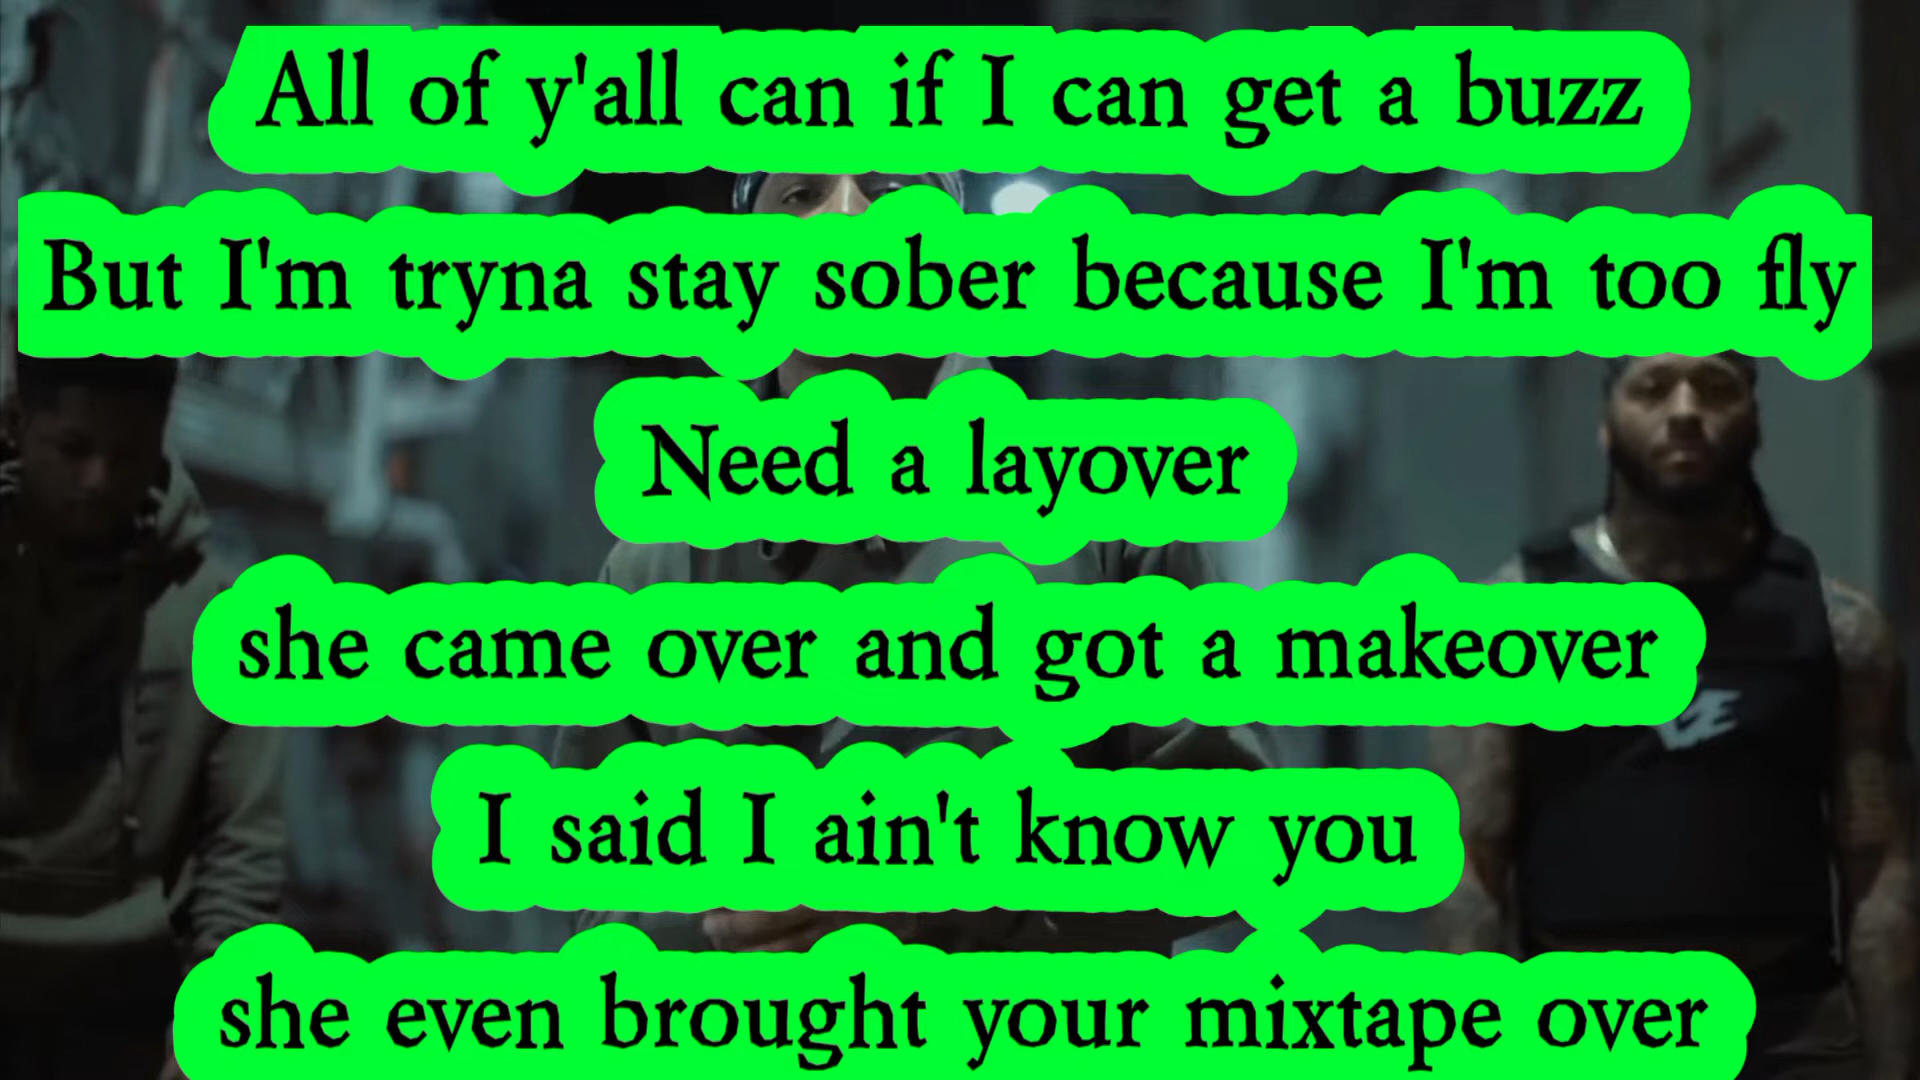 All of y'all can if I can get a buzz
But I'm tryna stay sober because I'm too fly
Need a layover
she came over and got a makeover
I said I ain't know you
she even brought your mixtape over